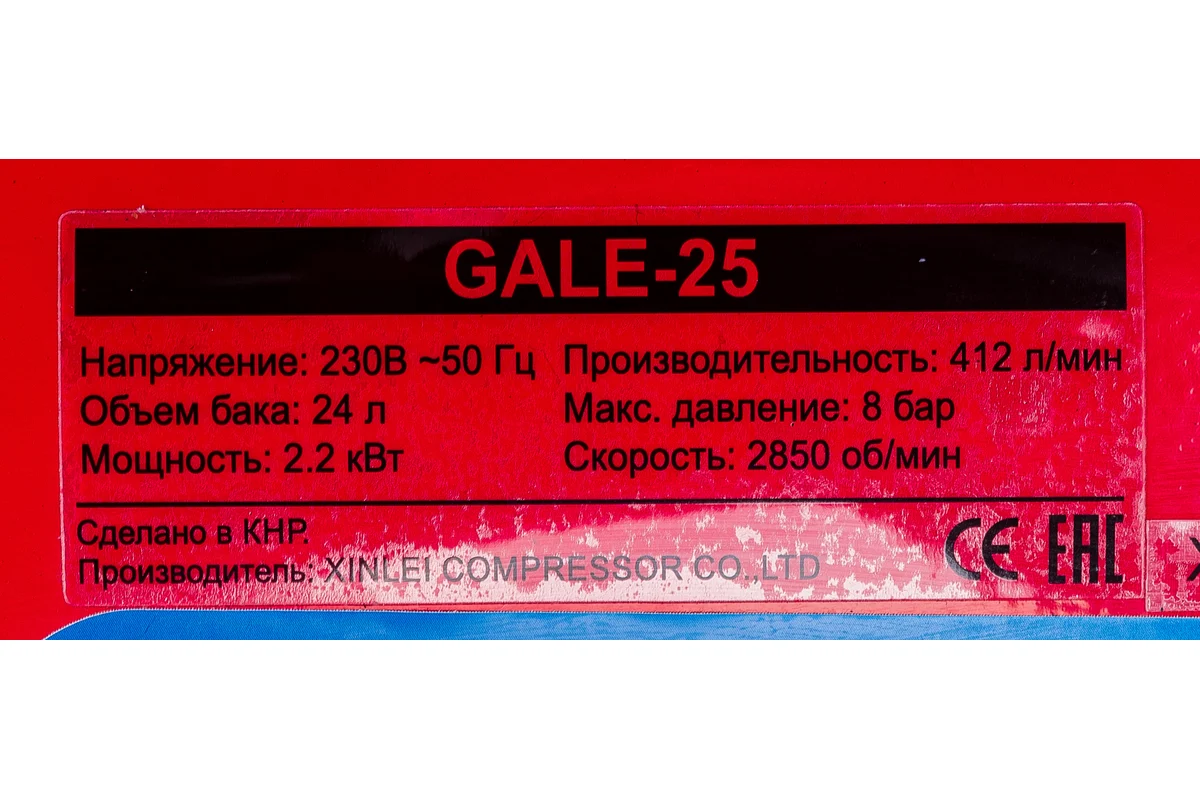 GALE-25
Напряжение: 230В ~50 Гц
Производительность: 412 л/мин
Объем бака: 24 л
Макс. давление: 8 бар
Мощность: 2.2 кВт
Скорость: 2850 об/мин
Сделано в КНР.
Производитель: XINLEI COMPRESSOR CO.,LTD
CE EAC